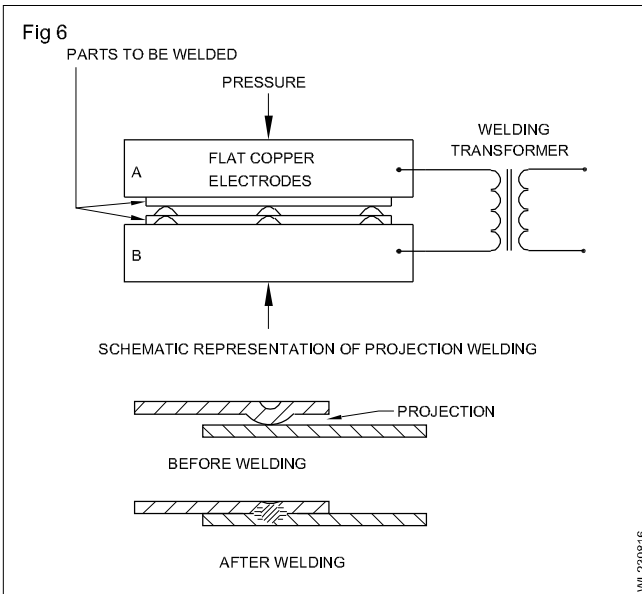 Fig 6
PARTS TO BE WELDED
PRESSURE
WELDING
TRANSFORMER
A
FLAT COPPER
ELECTRODES
B
SCHEMATIC REPRESENTATION OF PROJECTION WELDING
PROJECTION
BEFORE WELDING
AFTER WELDING